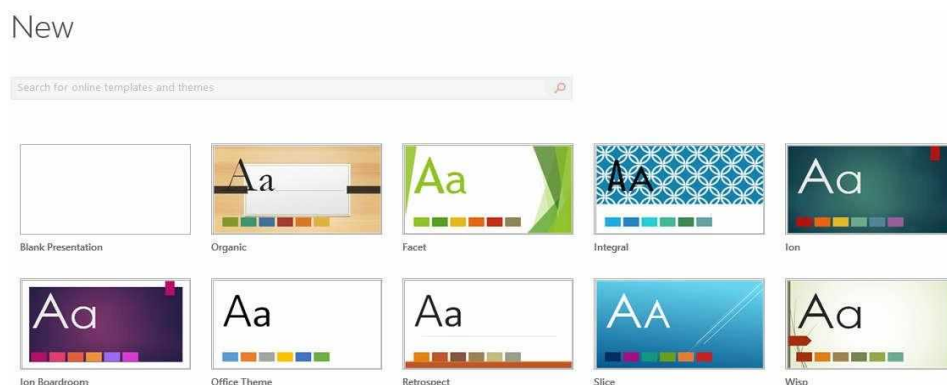 New
Search for online templates and themes
Aa
Aa
AA
Aa
Blank Presentation
Organic
Facet
Integral
Ion
Aa
Aa
Aa
AA
Aa
Ion Boardroom
Office Theme
Retrospect
Slice
Wisp